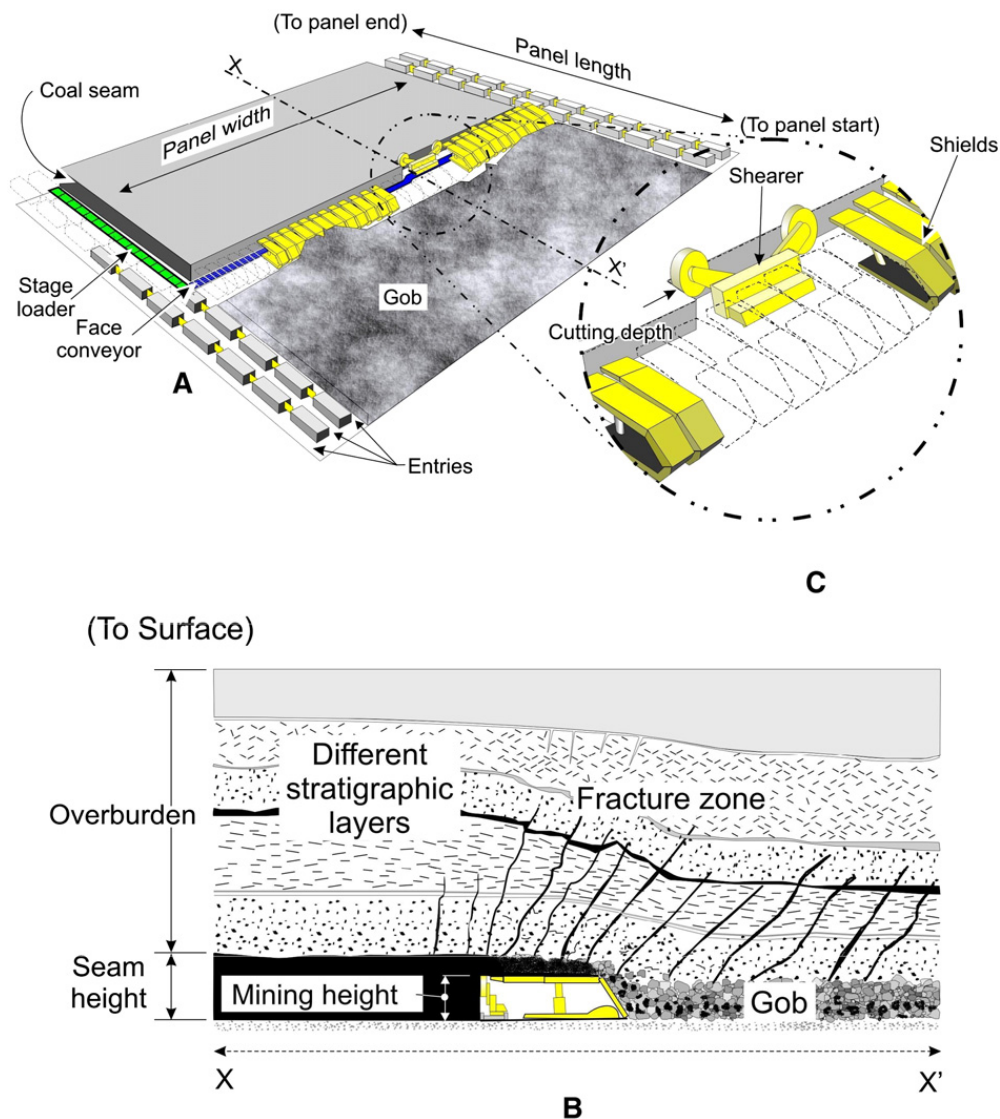 (To panel end)
Panel length
X
Coal seam
Panel width
(To panel start)
Shields
Shearer
X'
Gob
Stage
loader
Face
conveyor
Cutting depth
A
Entries
C
(To Surface)
Different
stratigraphic
layers
Fracture zone
Overburden
Seam
height
Mining height
Gob
X
X'
B